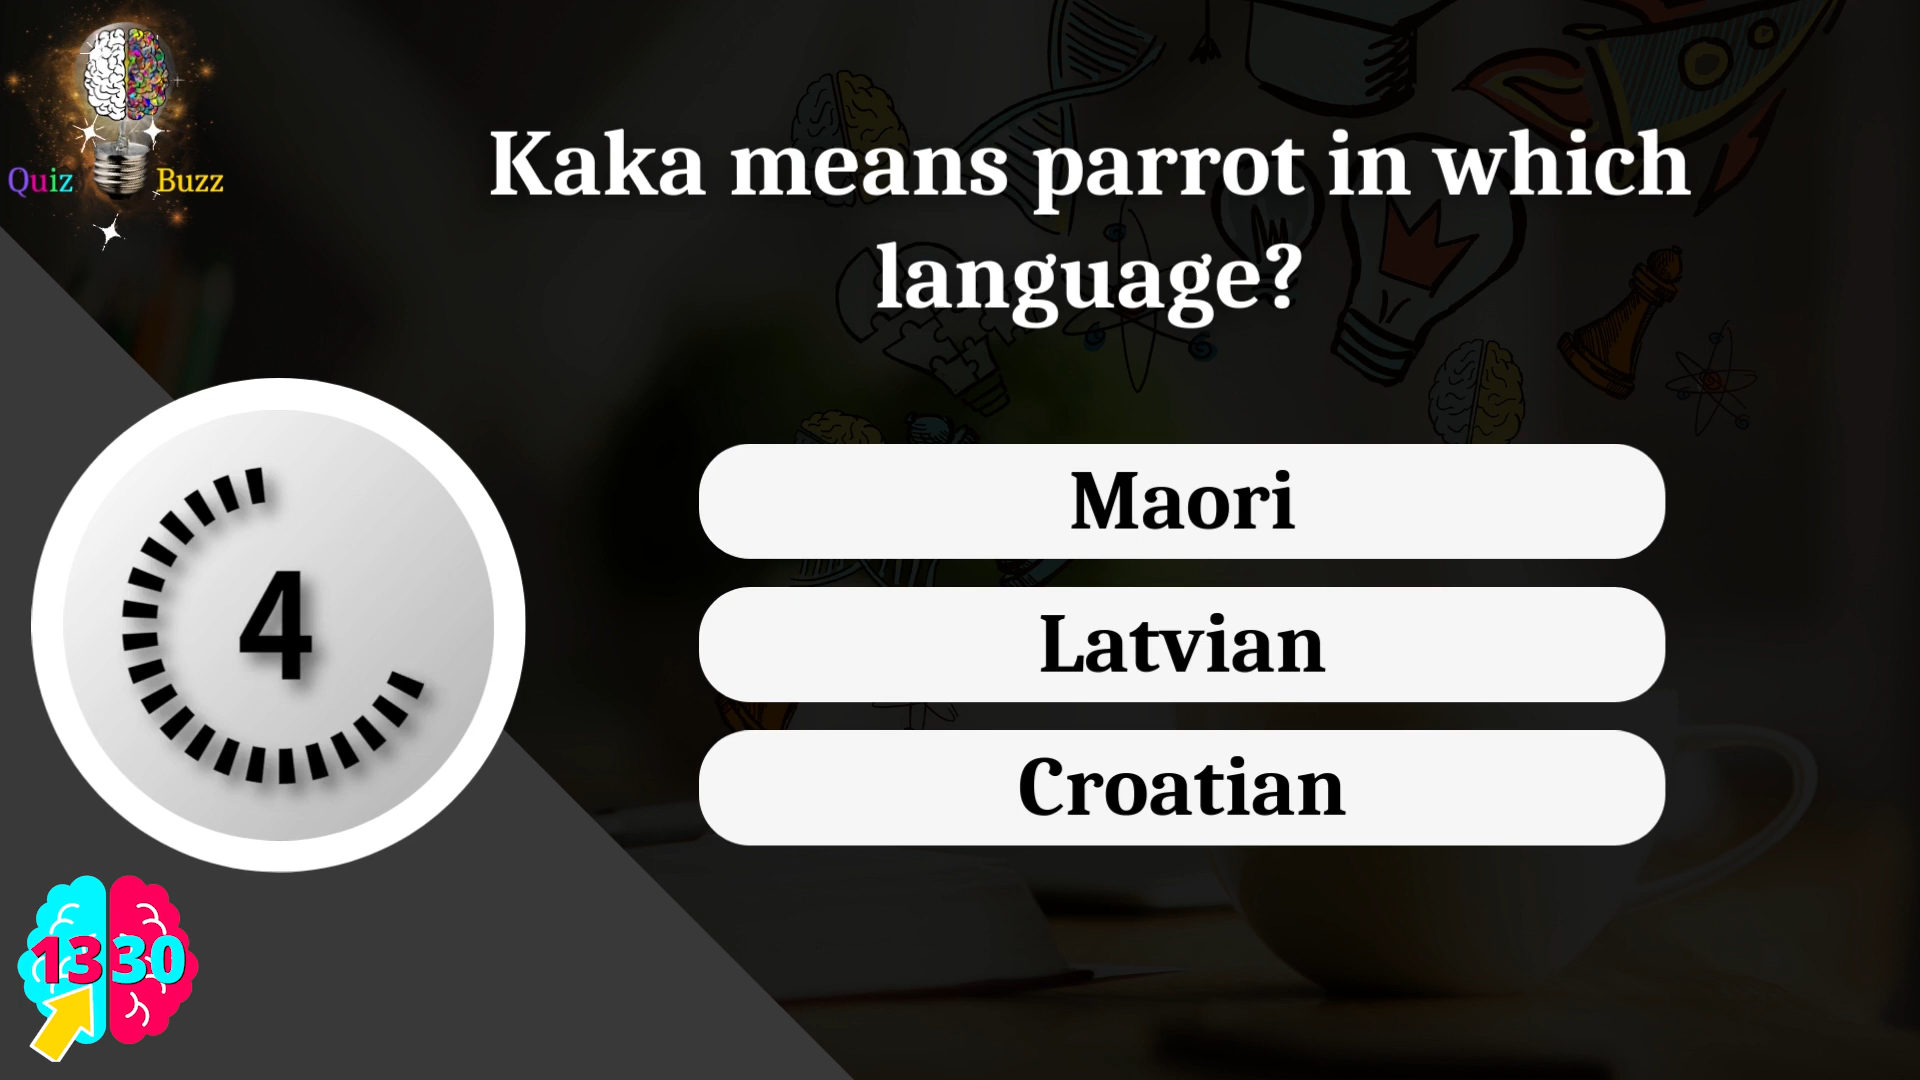 Quiz Buzz
Kaka means parrot in which
language?
Maori
4
Latvian
Croatian
1330